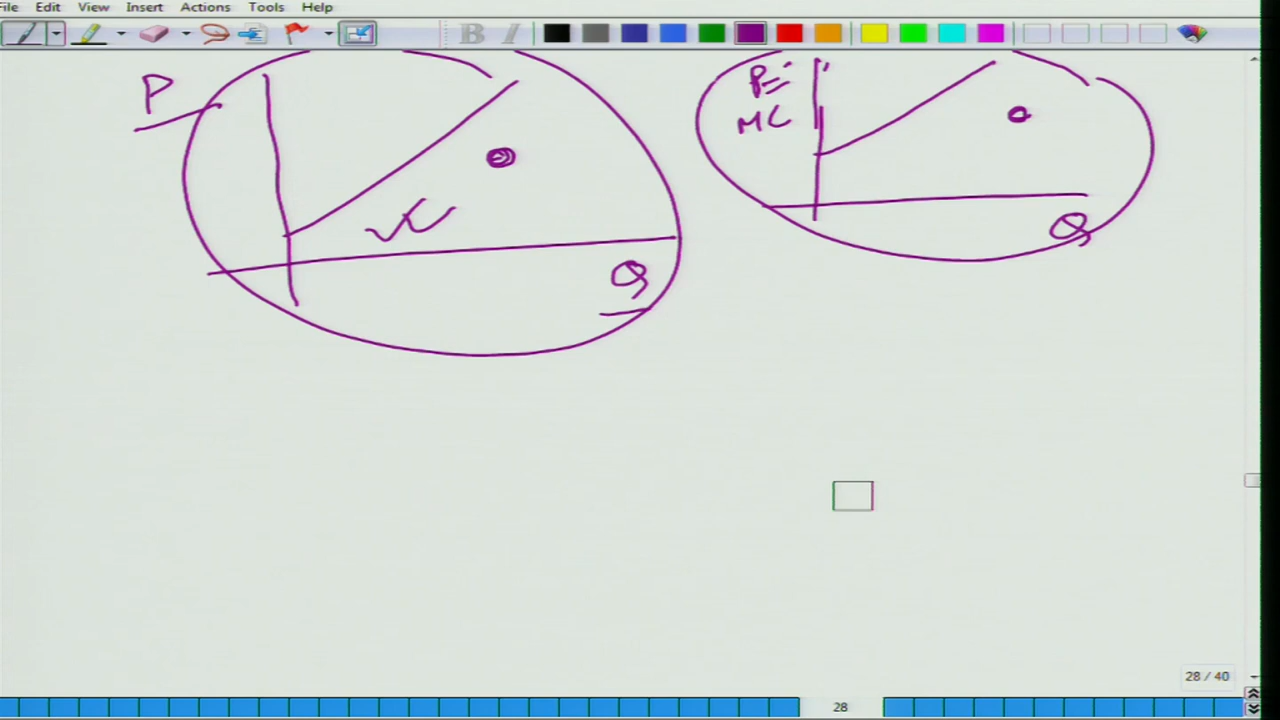 File Edit View Insert Actions Tools Help
B I
P
Q
P=
MC
Q
28 / 40
28